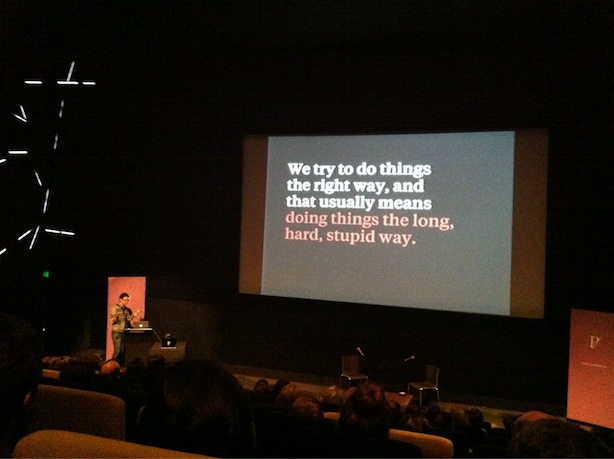 We try to do things
the right way, and
that usually means
doing things the long,
hard, stupid way.
P/